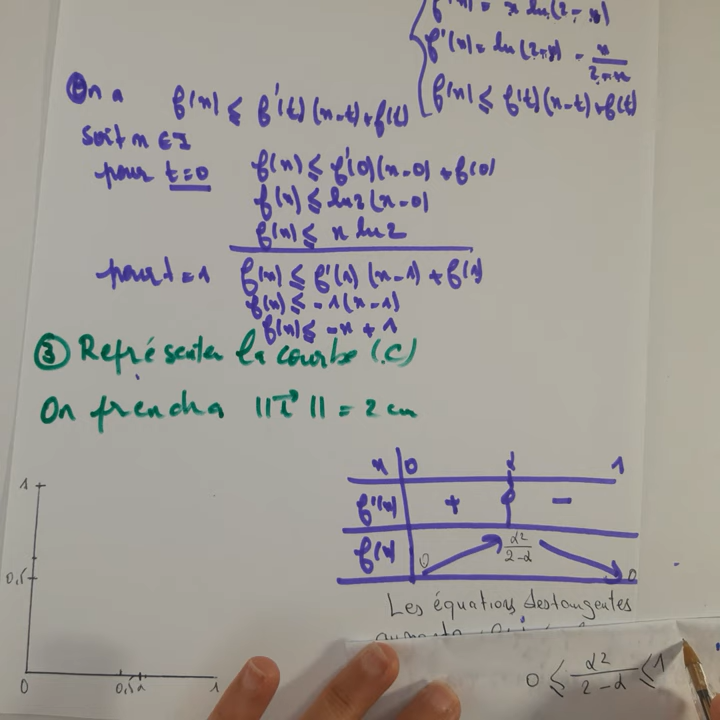 f(x) = x ln(2-x)
f'(x) = ln(2-x) - x/2-x
f(x) ≤ f'(t)(x-t)+f(t)
On a f(x) ≤ f'(t)(x-t)+f(t)
soit x ∈ I
pour t=0 f(x) ≤ f'(0)(x-0)+f(0)
f(x) ≤ ln2(x-0)
f(x) ≤ x ln2
pour t=1 f(x) ≤ f'(1)(x-1)+f(1)
f(x) ≤ -1(x-1)
f(x) ≤ -x+1
③ Représenter la courbe (C)
On prendra ||i|| = 2 cm
x 0 α 1
f'(x) + 0 -
f(x) 0 α²/2-α 0
1
0,5
0 0,5 α 1
Les équations des tangentes
0 ≤ α²/2-α ≤ 1